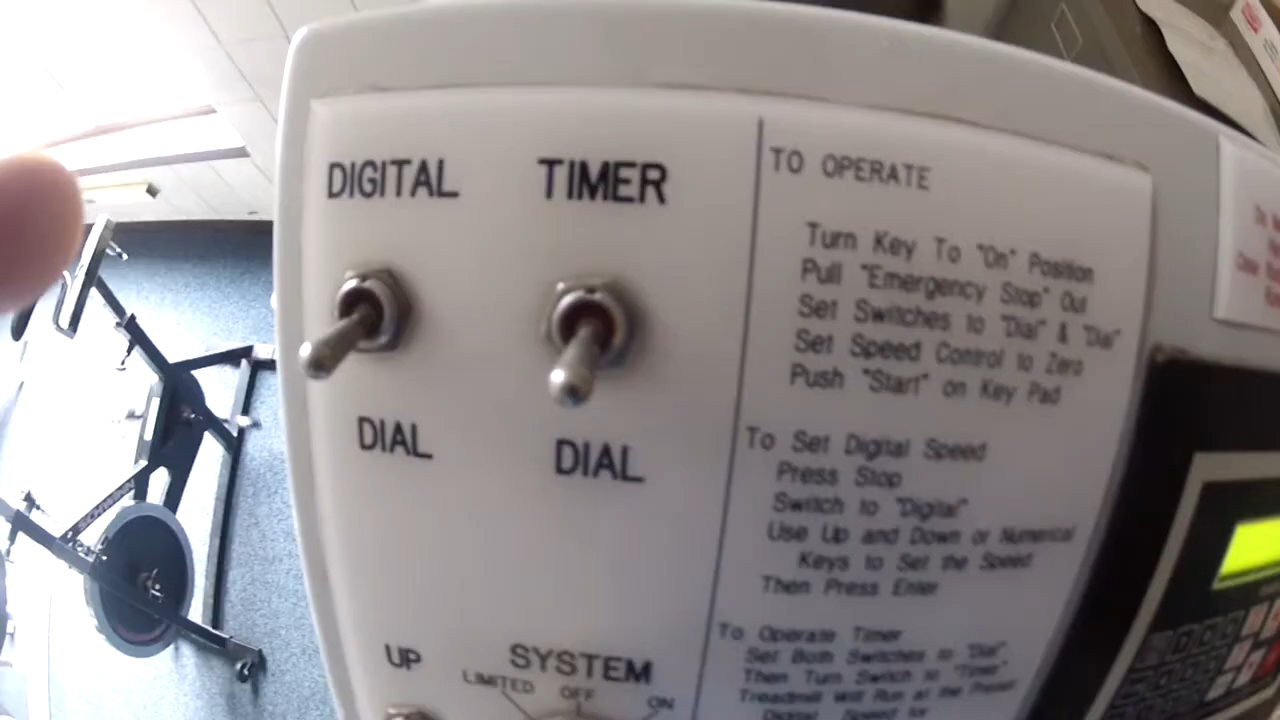 DIGITAL TIMER
DIAL DIAL
UP SYSTEM
LIMITED OFF ON
TO OPERATE
Turn Key To "On" Position
Pull "Emergency Stop" Out
Set Switches to "Dial" & "Dial"
Set Speed Control to Zero
Push "Start" on Key Pad
To Set Digital Speed
Press Stop
Switch to "Digital"
Use Up and Down or Numerical
Keys to Set the Speed
Then Press Enter
To Operate Timer
Set Both Switches to "Dial"
Then Turn Switch to "Timer"
Treadmill Will Run at the Preset
Digital Speed for
SCHWINN